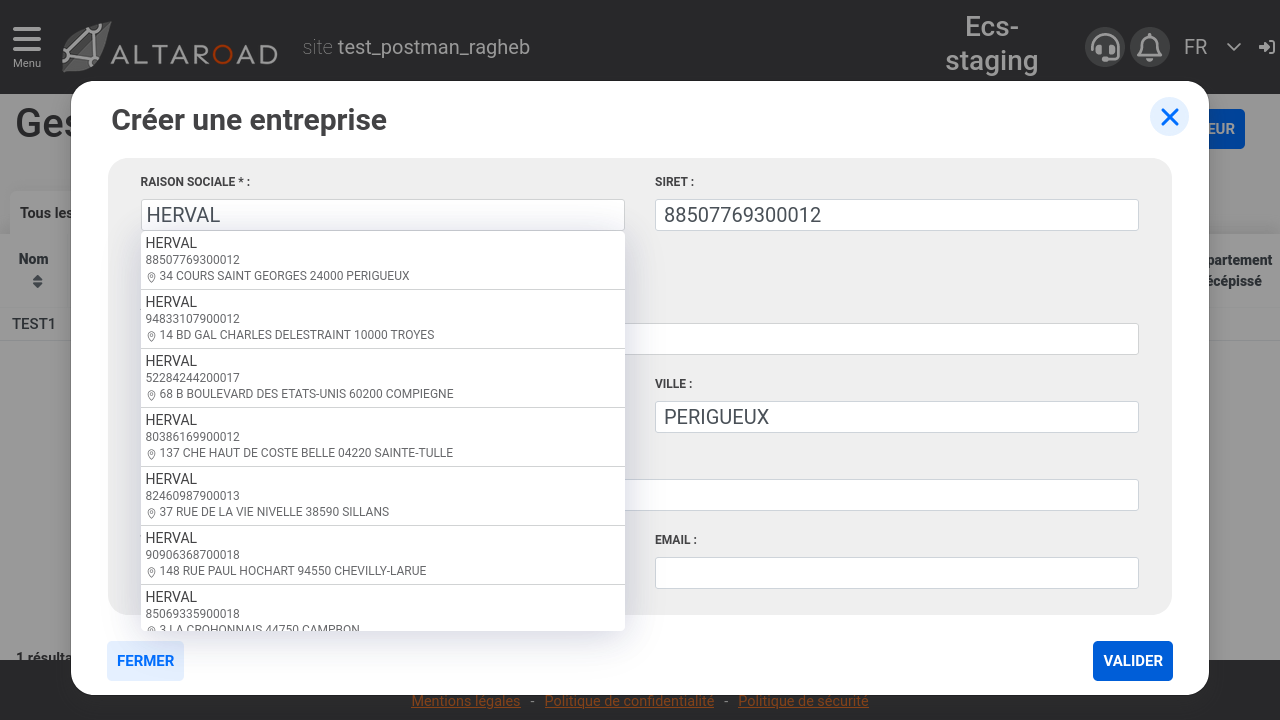 Menu
ALTAROAD
site test_postman_ragheb
Ecs-
staging
FR
Créer une entreprise
RAISON SOCIALE * :
SIRET :
HERVAL
88507769300012
HERVAL
88507769300012
34 COURS SAINT GEORGES 24000 PERIGUEUX
HERVAL
94833107900012
14 BD GAL CHARLES DELESTRAINT 10000 TROYES
HERVAL
52284244200017
68 B BOULEVARD DES ETATS-UNIS 60200 COMPIEGNE
HERVAL
80386169900012
137 CHE HAUT DE COSTE BELLE 04220 SAINTE-TULLE
HERVAL
82460987900013
37 RUE DE LA VIE NIVELLE 38590 SILLANS
HERVAL
90906368700018
148 RUE PAUL HOCHART 94550 CHEVILLY-LARUE
HERVAL
85069335900018
3 LA CROHONNAIS 44750 CAMPBON
VILLE :
PERIGUEUX
EMAIL :
FERMER
VALIDER
Tous les
Nom
TEST1
1 résulta
Mentions légales - Politique de confidentialité - Politique de sécurité